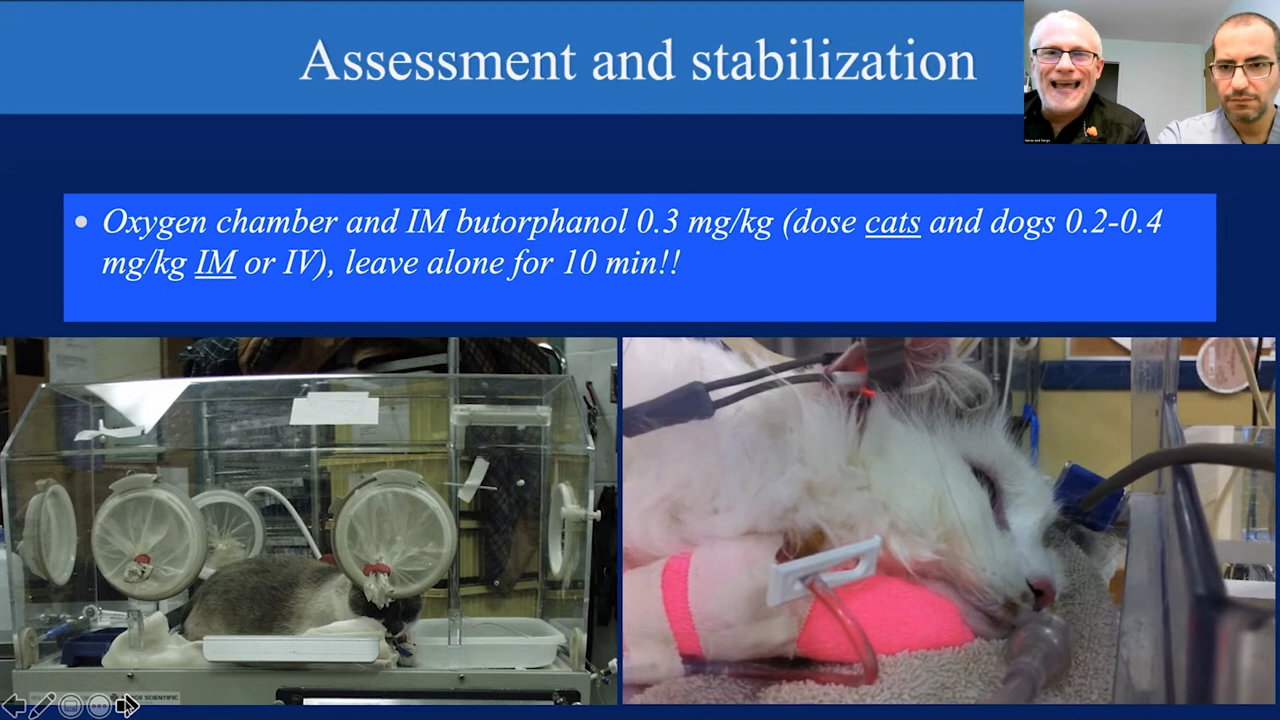 Assessment and stabilization
• Oxygen chamber and IM butorphanol 0.3 mg/kg (dose cats and dogs 0.2-0.4
mg/kg IM or IV), leave alone for 10 min!!
SCIENTIFIC